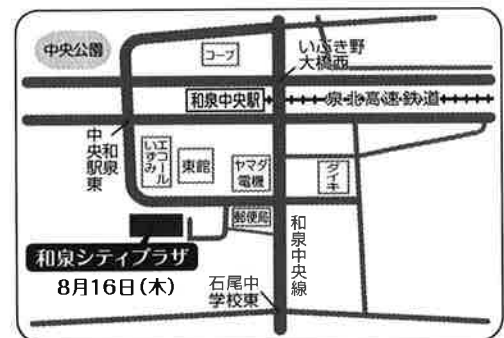 中央公園
コープ
いぶき野
大橋西
和泉中央駅
泉北高速鉄道
和泉
中央駅東
エコール
いずみ
東館
ヤマダ
電機
ダイキ
郵便局
和泉シティプラザ
8月16日(木)
和泉中央線
石尾中
学校東